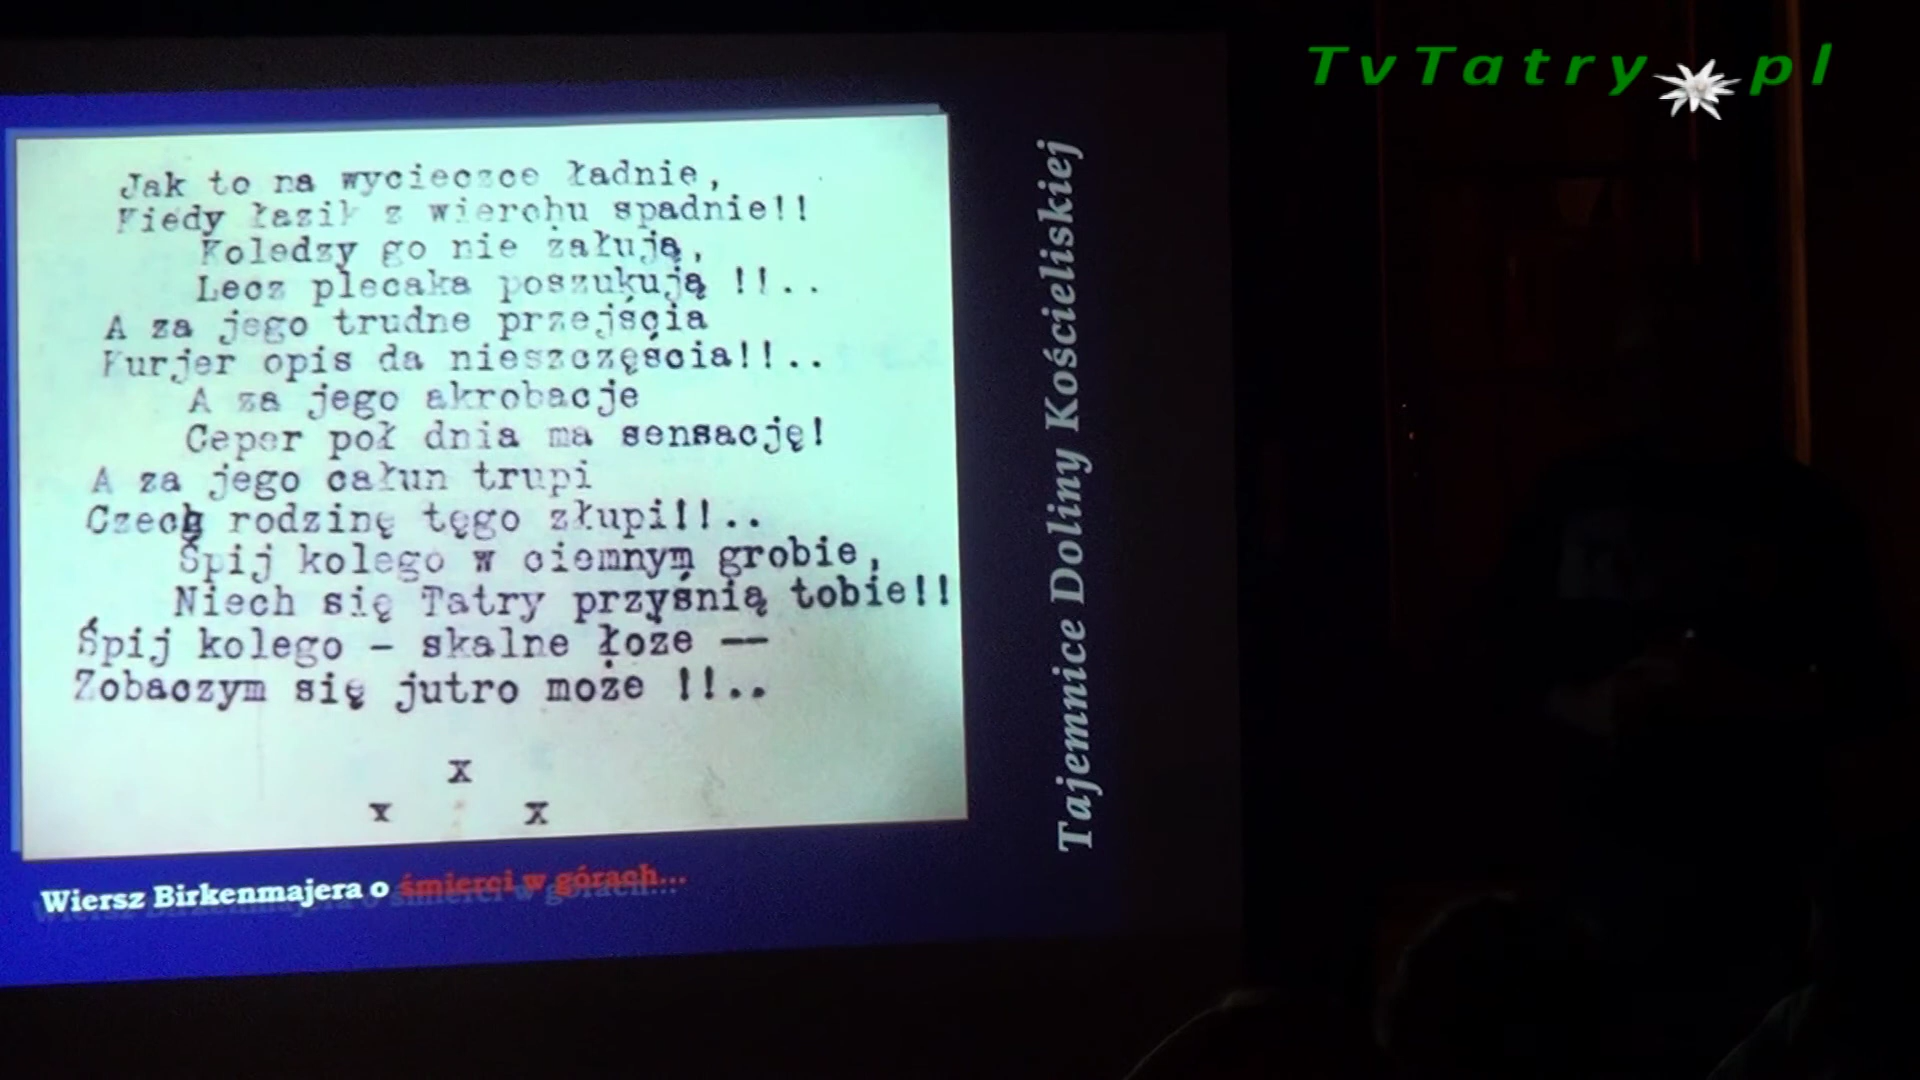 TvTatry.pl
Jak to na wycieczce ładnie,
Kiedy łazik z wierchu spadnie!!
Koledzy go nie żałują,
Lecz plecaka poszukują !!..
A za jego trudne przejścia
Kurjer opis da nieszczęścia!!..
A za jego akrobacje
Ceper poł dnia ma sensację!
A za jego całun trupi
Czech rodzinę tęgo złupi!!..
Śpij kolego w ciemnym grobie,
Niech się Tatry przyśnią tobie!!
Śpij kolego - skalne łoże --
Zobaczym się jutro może !!..
x
x x
Wiersz Birkenmajera o śmierci w górach...
Tajemnice Doliny Kościeliskiej